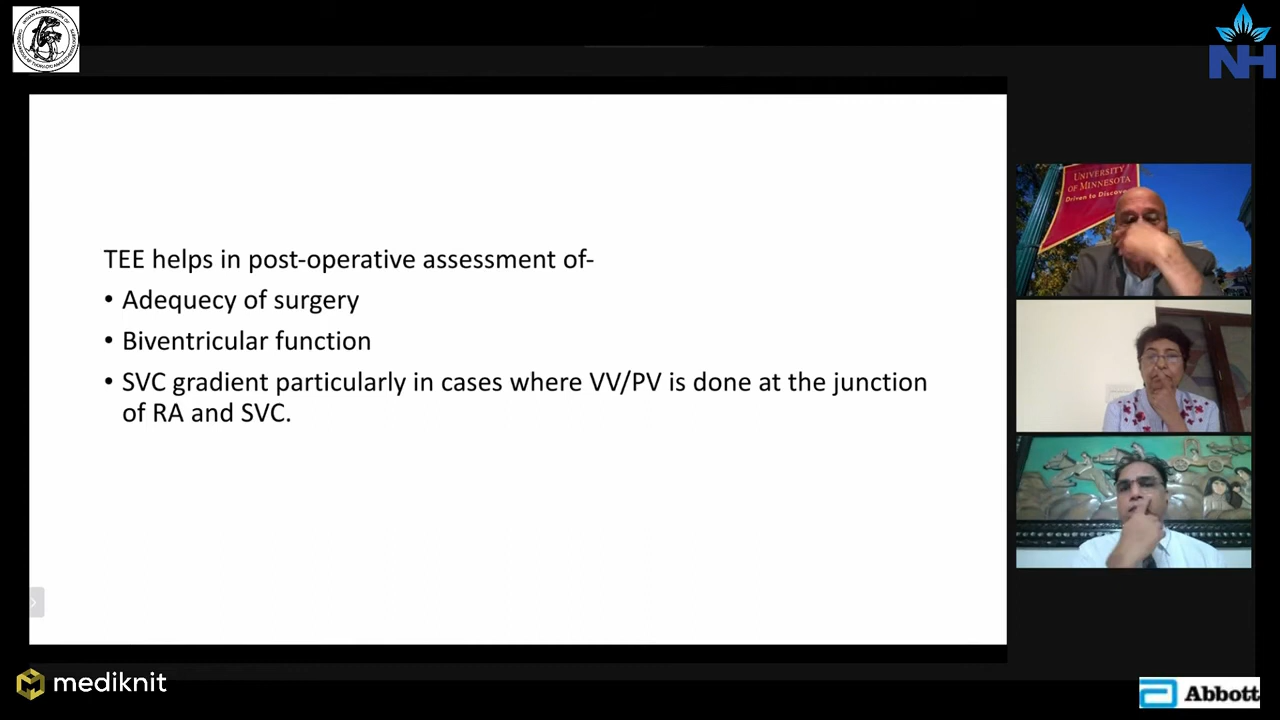 NH
UNIVERSITY
OF MINNESOTA
Driven to Discover
TEE helps in post-operative assessment of-
• Adequecy of surgery
• Biventricular function
• SVC gradient particularly in cases where VV/PV is done at the junction
of RA and SVC.
mediknit
Abbott